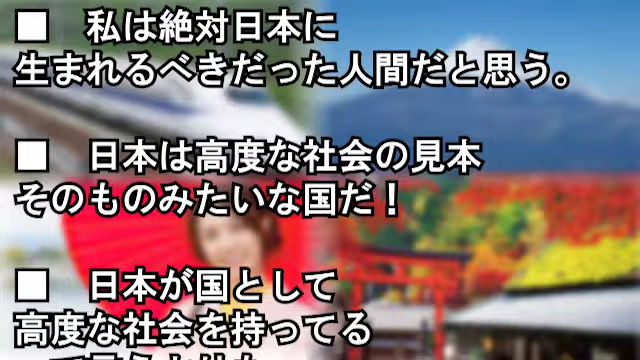 ■　私は絶対日本に
生まれるべきだった人間だと思う。
■　日本は高度な社会の見本
そのものみたいな国だ！
■　日本が国として
高度な社会を持ってる